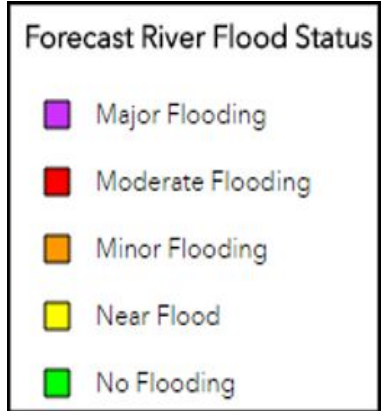 Forecast River Flood Status
Major Flooding
Moderate Flooding
Minor Flooding
Near Flood
No Flooding